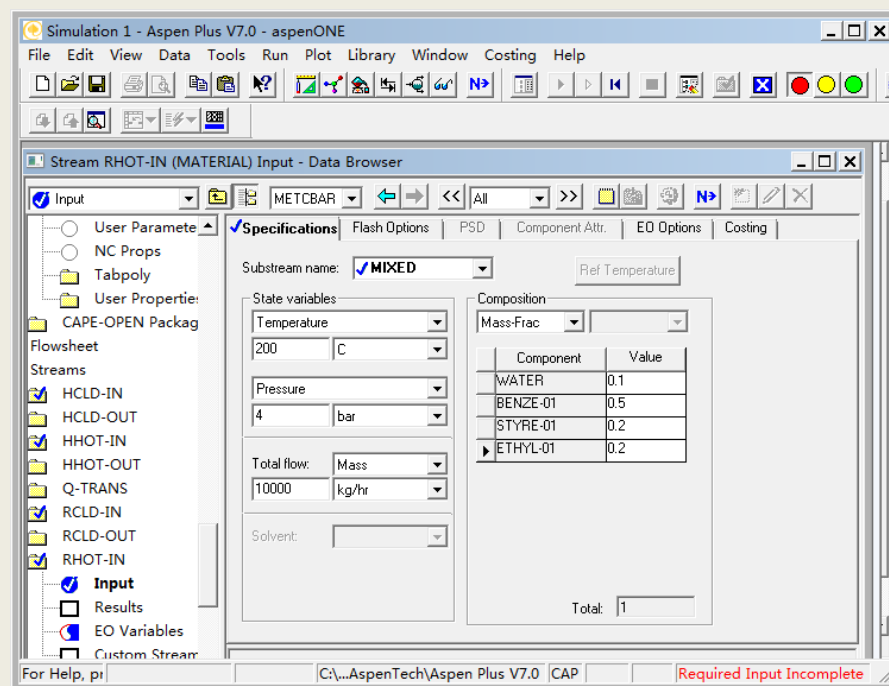 Simulation 1 - Aspen Plus V7.0 - aspenONE
File Edit View Data Tools Run Plot Library Window Costing Help
N
Stream RHOT-IN (MATERIAL) Input - Data Browser
Input METCBAR << All >> N
User Paramete
NC Props
Tabpoly
User Propertie
CAPE-OPEN Packag
Flowsheet
Streams
HCLD-IN
HCLD-OUT
HHOT-IN
HHOT-OUT
Q-TRANS
RCLD-IN
RCLD-OUT
RHOT-IN
Input
Results
EO Variables
Custom Stream
Specifications Flash Options PSD Component Attr. EO Options Costing
Substream name: MIXED Ref Temperature
State variables
Temperature
200 C
Pressure
4 bar
Total flow: Mass
10000 kg/hr
Solvent:
Composition
Mass-Frac
Component Value
WATER 0.1
BENZE-01 0.5
STYRE-01 0.2
ETHYL-01 0.2
Total: 1
For Help, pr C:\...AspenTech\Aspen Plus V7.0 CAP Required Input Incomplete